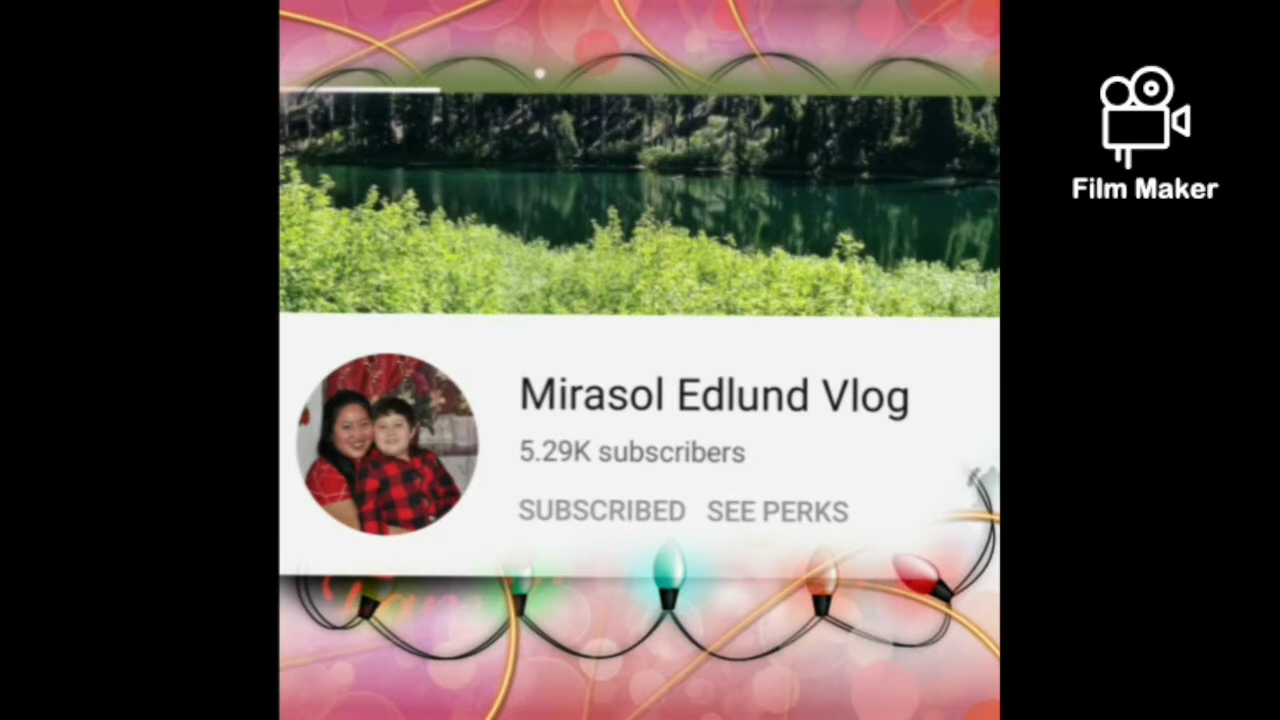 Film Maker
Mirasol Edlund Vlog
5.29K subscribers
SUBSCRIBED SEE PERKS